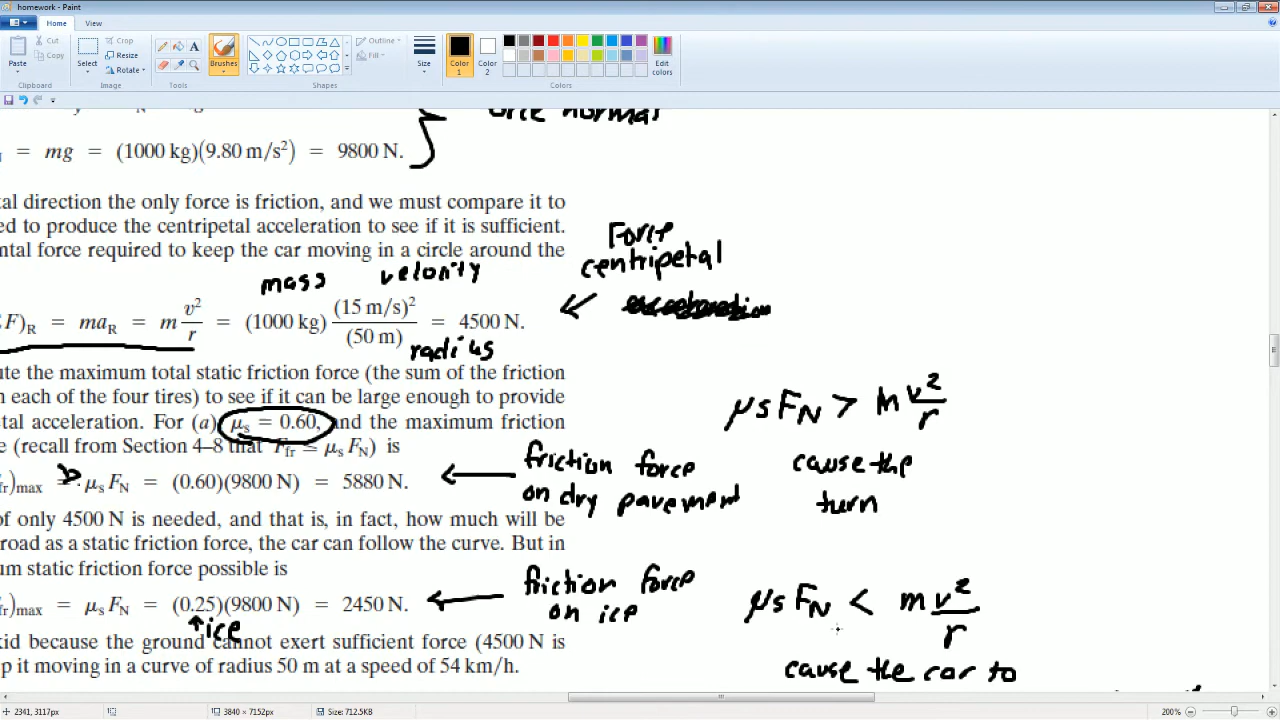 homework - Paint
Home View
Paste
Cut
Copy
Clipboard
Select
Crop
Resize
Rotate
Image
Tools
Brushes
Outline
Fill
Shapes
Size
Color 1
Color 2
Edit colors
Colors
orce normal
= mg = (1000 kg)(9.80 m/s²) = 9800 N.
tal direction the only force is friction, and we must compare it to
ed to produce the centripetal acceleration to see if it is sufficient.
ntal force required to keep the car moving in a circle around the
Force
centripetal
mass velority
F)R = maR = m v²/r = (1000 kg) (15 m/s)²/(50 m) = 4500 N.
radius
ute the maximum total static friction force (the sum of the friction
n each of the four tires) to see if it can be large enough to provide
tal acceleration. For (a), μs = 0.60, and the maximum friction
e (recall from Section 4–8 that Ffr ≤ μs FN) is
fr)max = μs FN = (0.60)(9800 N) = 5880 N.
friction force
on dry pavement
μsFN > m v²/r
cause the
turn
of only 4500 N is needed, and that is, in fact, how much will be
road as a static friction force, the car can follow the curve. But in
um static friction force possible is
fr)max = μs FN = (0.25)(9800 N) = 2450 N.
ice
friction force
on ice
μsFN < m v²/r
cause the car to
kid because the ground cannot exert sufficient force (4500 N is
p it moving in a curve of radius 50 m at a speed of 54 km/h.
2341, 3117px
3840 × 7152px
Size: 712.5KB
200%